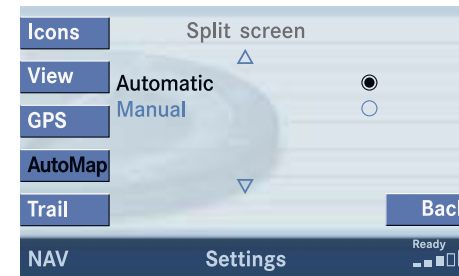 Icons
Split screen
View
Automatic
GPS
Manual
AutoMap
Trail
Bac
NAV
Settings
Ready